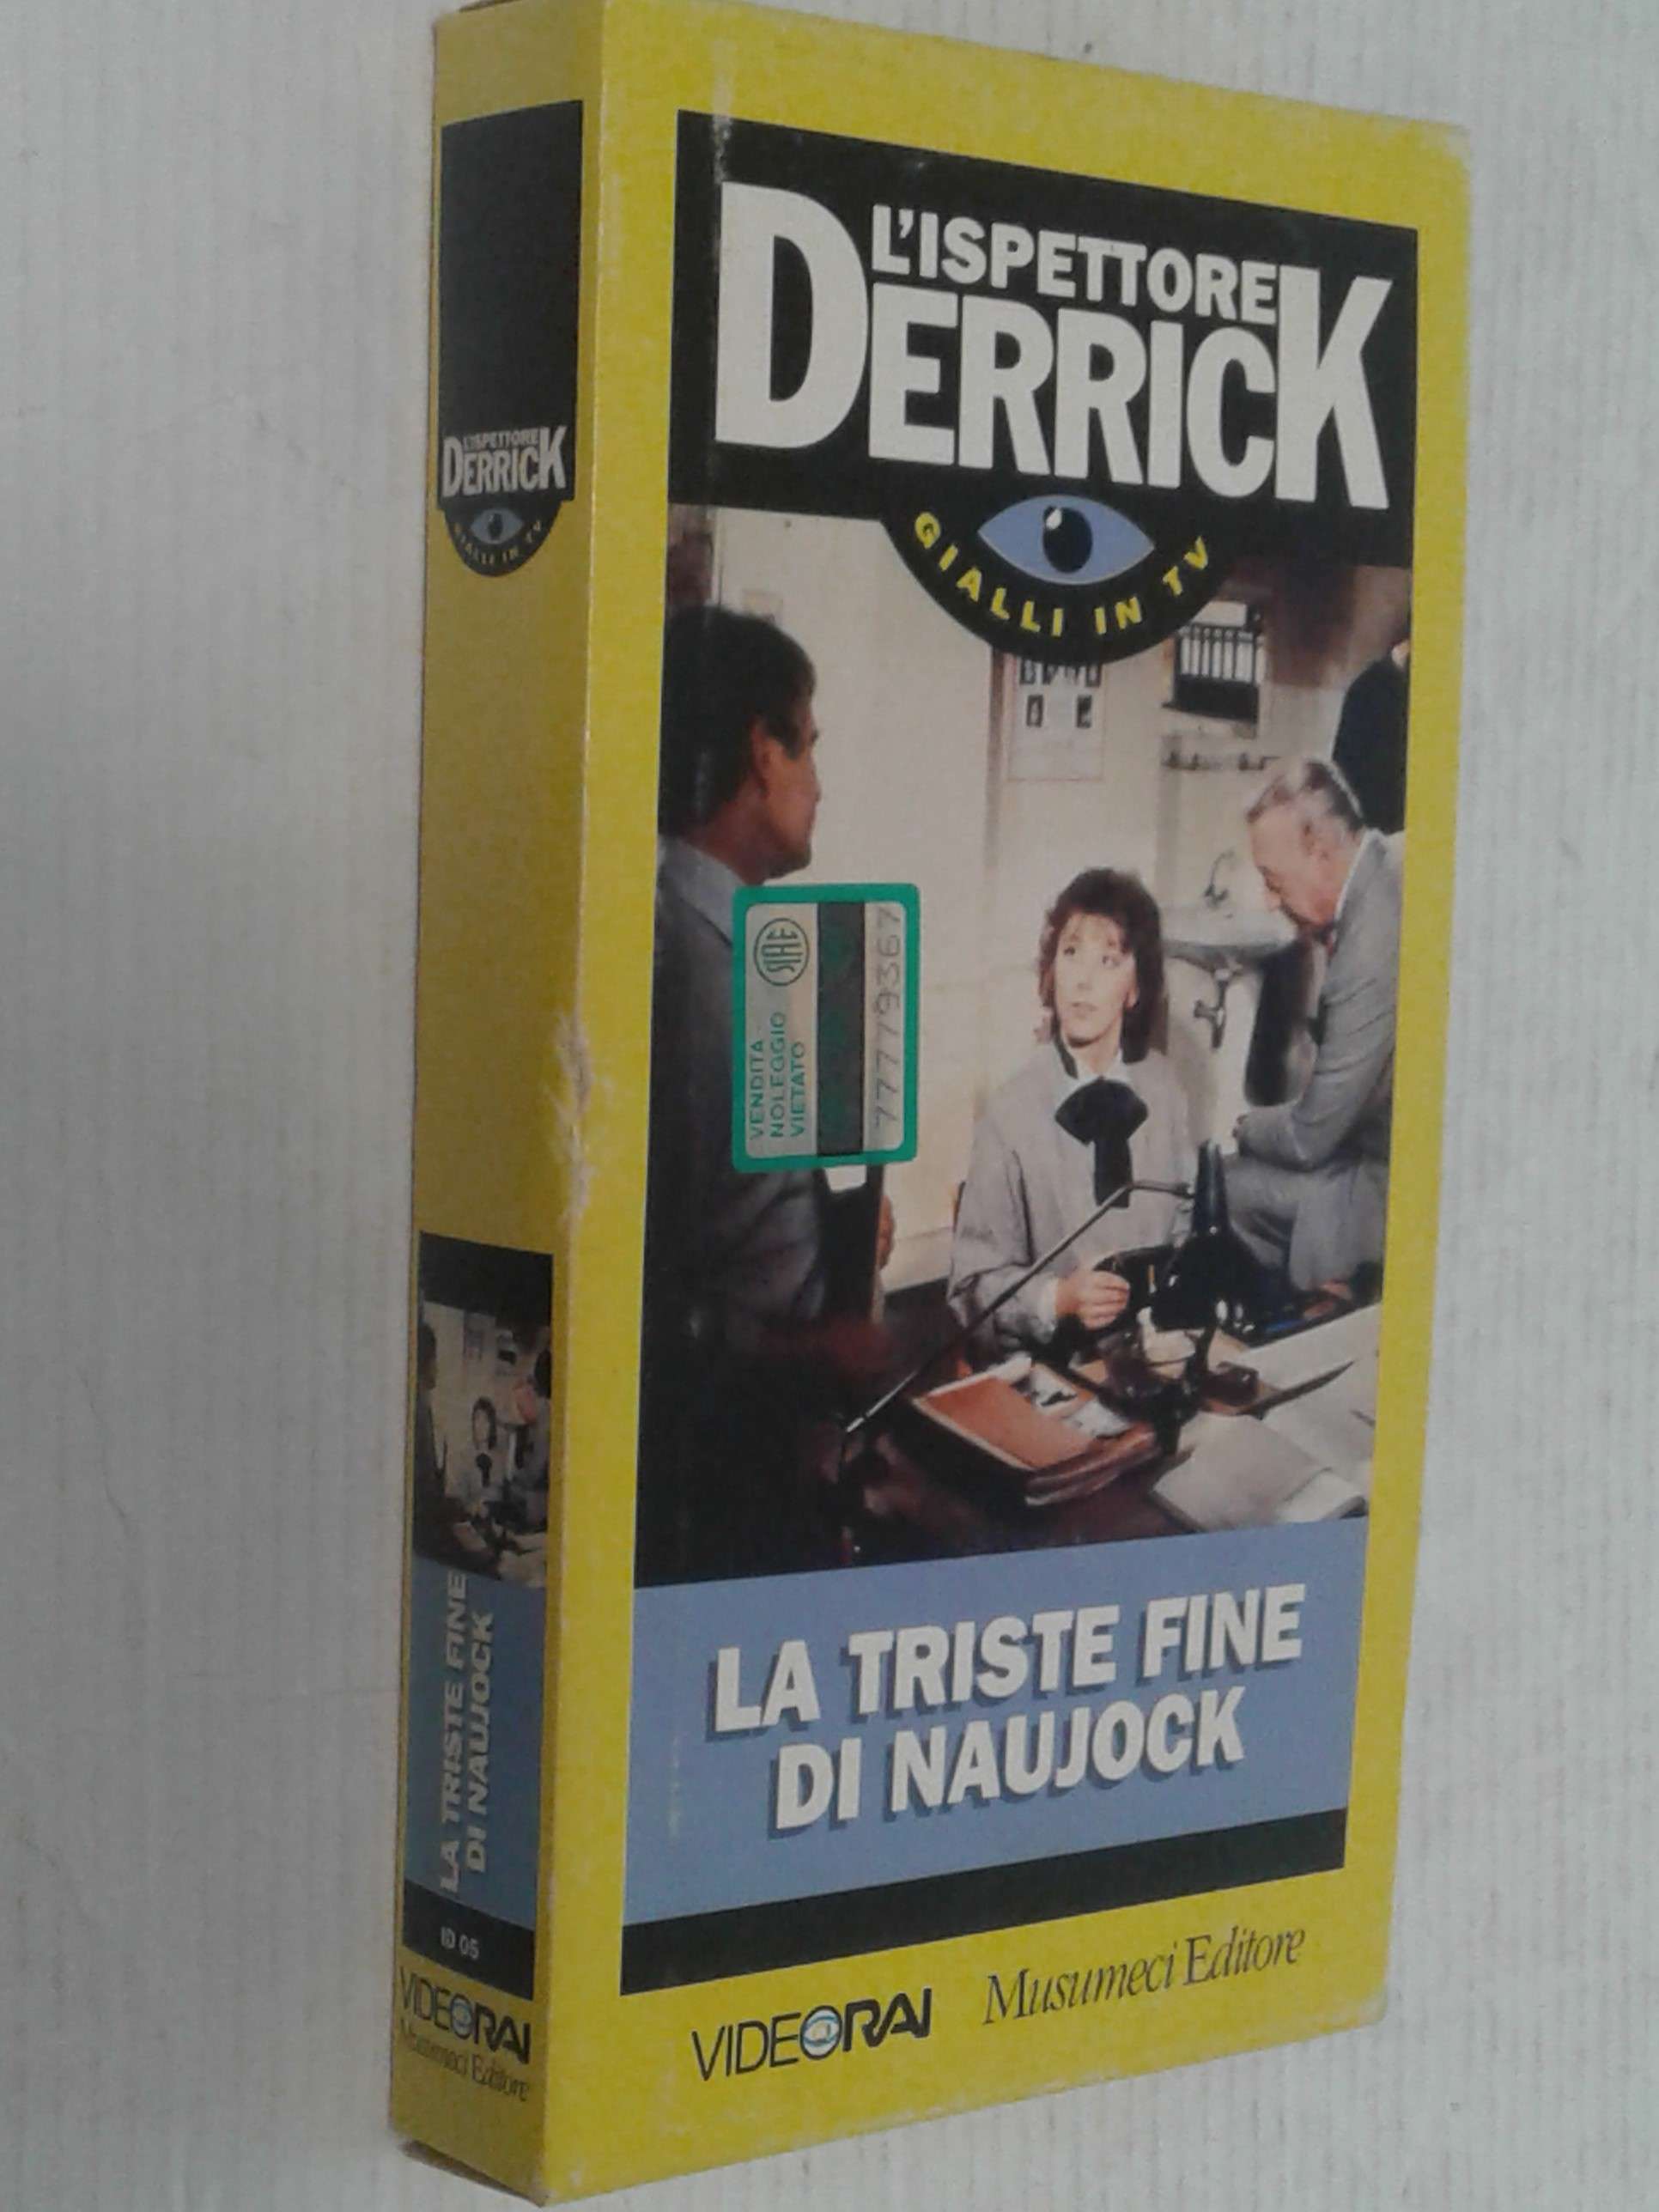 L'ISPETTORE
DERRICK
GIALLI IN TV
VENDITA
NOLEGGIO
VIETATO
SIAE
77779367
LA TRISTE FINE
DI NAUJOCK
VIDEORAI
Musumeci Editore
L'ISPETTORE
DERRICK
GIALLI IN TV
LA TRISTE FINE
DI NAUJOCK
ID 05
VIDEORAI
Musumeci Editore